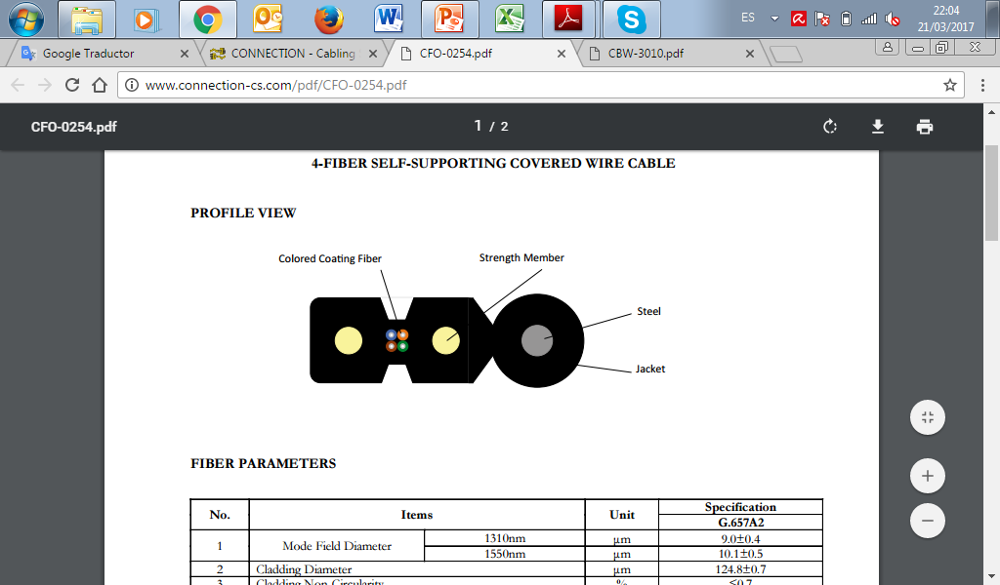 ES
22:04
21/03/2017
Google Traductor
CONNECTION - Cabling
CFO-0254.pdf
CBW-3010.pdf
www.connection-cs.com/pdf/CFO-0254.pdf
CFO-0254.pdf
1 / 2
4-FIBER SELF-SUPPORTING COVERED WIRE CABLE
PROFILE VIEW
Colored Coating Fiber
Strength Member
Steel
Jacket
FIBER PARAMETERS
No. Items Unit Specification
G.657A2
1 Mode Field Diameter 1310nm µm 9.0±0.4
1550nm µm 10.1±0.5
2 Cladding Diameter µm 124.8±0.7
3 Cladding Non-Circularity % ≤0.7